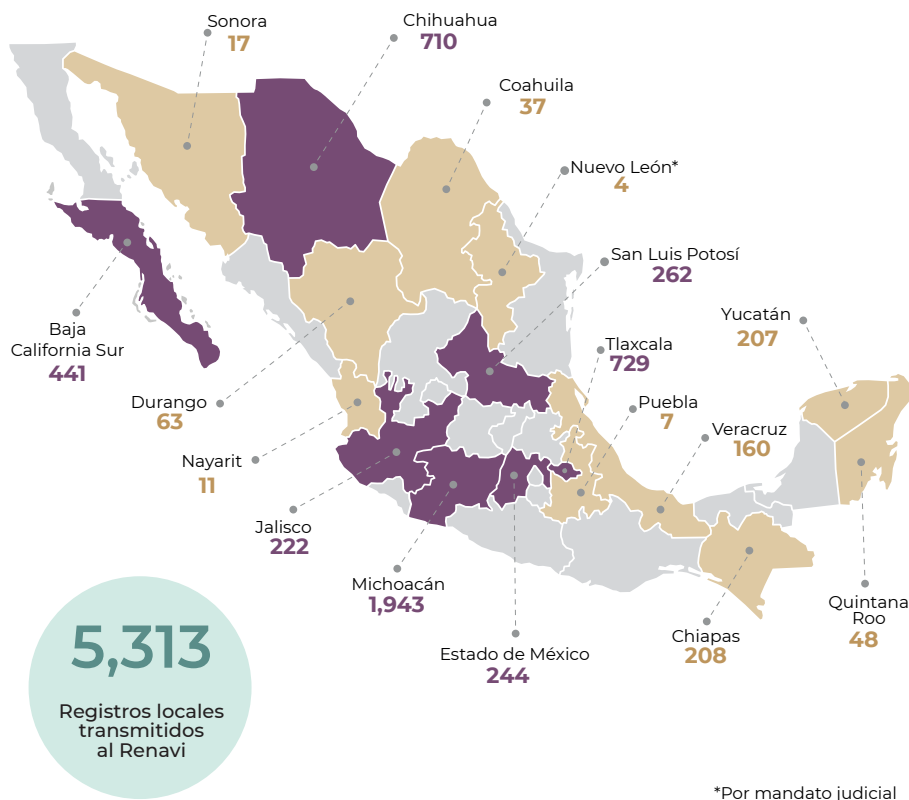 Sonora
17
Chihuahua
710
Coahuila
37
Nuevo León*
4
San Luis Potosí
262
Yucatán
207
Baja
California Sur
441
Tlaxcala
729
Durango
63
Puebla
7
Veracruz
160
Nayarit
11
Jalisco
222
Michoacán
1,943
Estado de México
244
Chiapas
208
Quintana
Roo
48
5,313
Registros locales
transmitidos
al Renavi
*Por mandato judicial